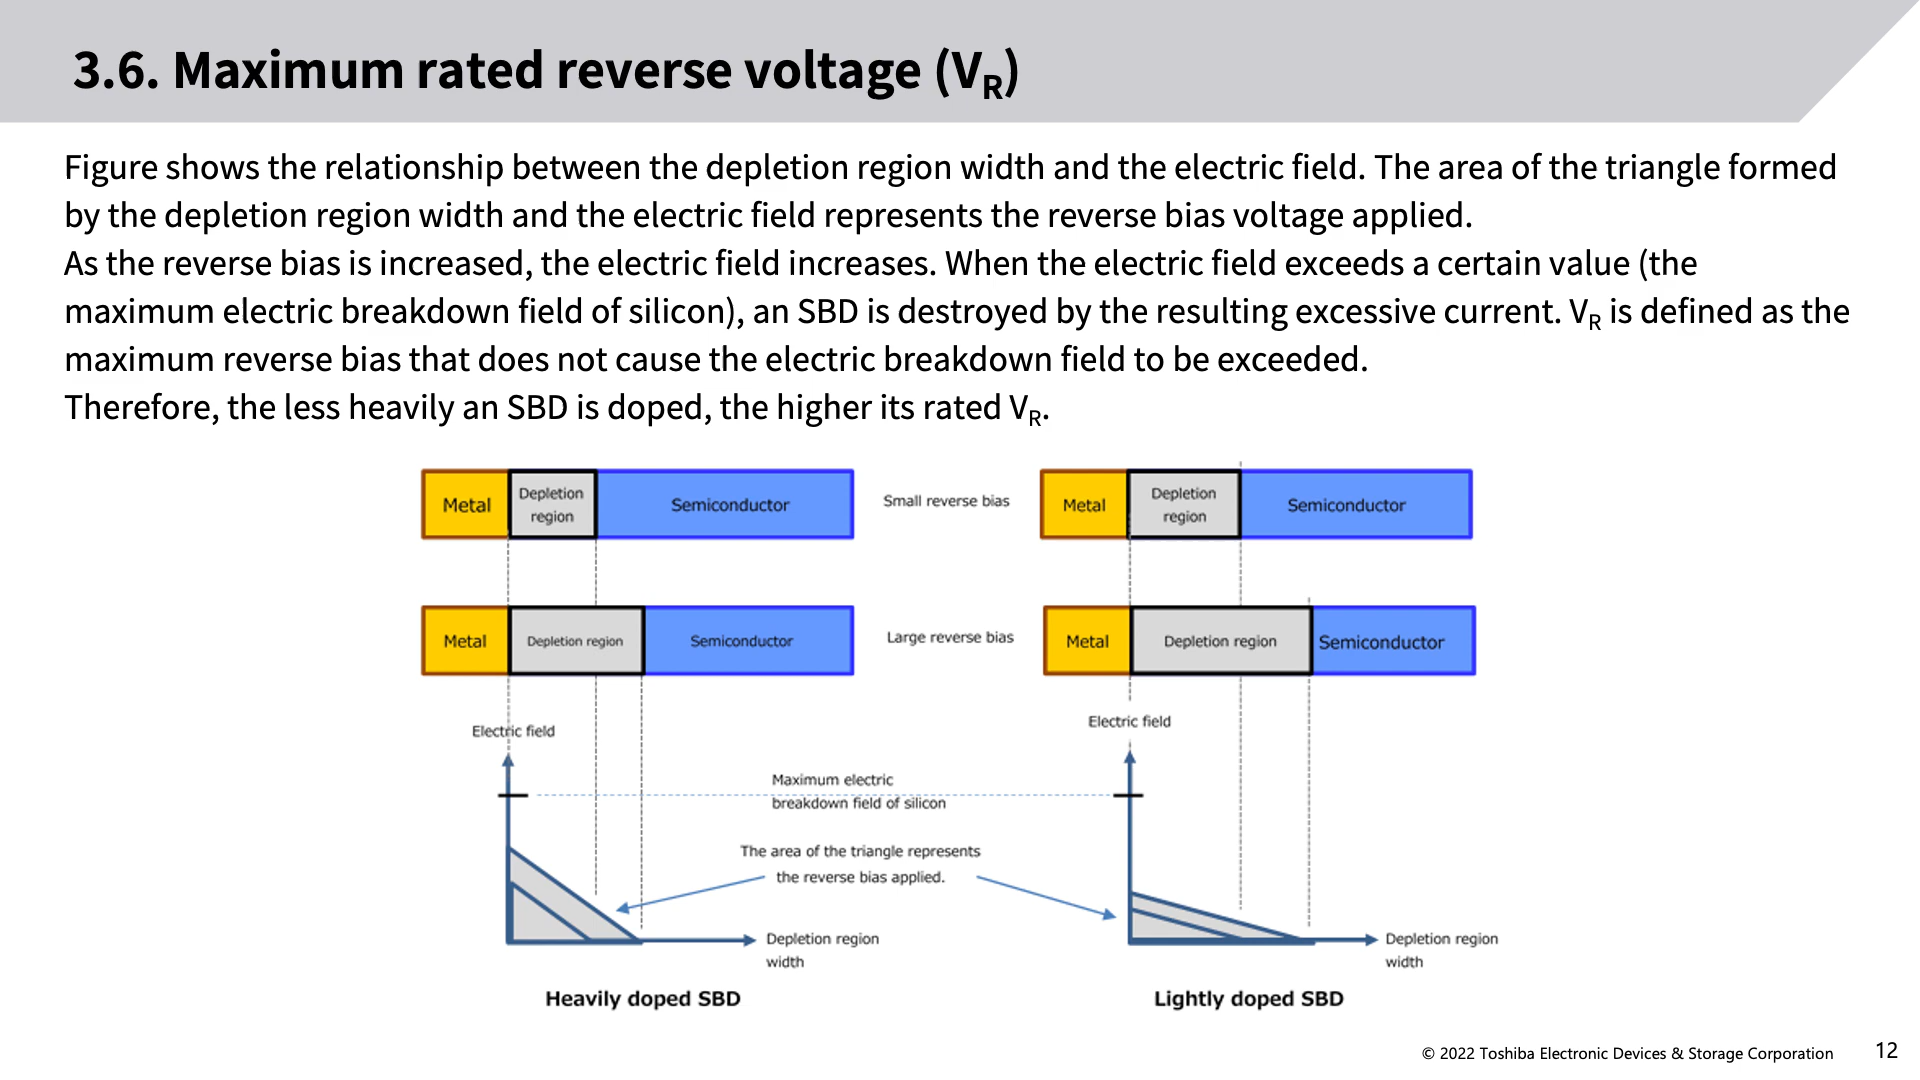 3.6. Maximum rated reverse voltage (VR)
Figure shows the relationship between the depletion region width and the electric field. The area of the triangle formed
by the depletion region width and the electric field represents the reverse bias voltage applied.
As the reverse bias is increased, the electric field increases. When the electric field exceeds a certain value (the
maximum electric breakdown field of silicon), an SBD is destroyed by the resulting excessive current. VR is defined as the
maximum reverse bias that does not cause the electric breakdown field to be exceeded.
Therefore, the less heavily an SBD is doped, the higher its rated VR.
Metal
Depletion
region
Semiconductor
Small reverse bias
Metal
Depletion
region
Semiconductor
Metal
Depletion region
Semiconductor
Large reverse bias
Metal
Depletion region
Semiconductor
Electric field
Electric field
Maximum electric
breakdown field of silicon
The area of the triangle represents
the reverse bias applied.
Depletion region
width
Depletion region
width
Heavily doped SBD
Lightly doped SBD
© 2022 Toshiba Electronic Devices & Storage Corporation
12